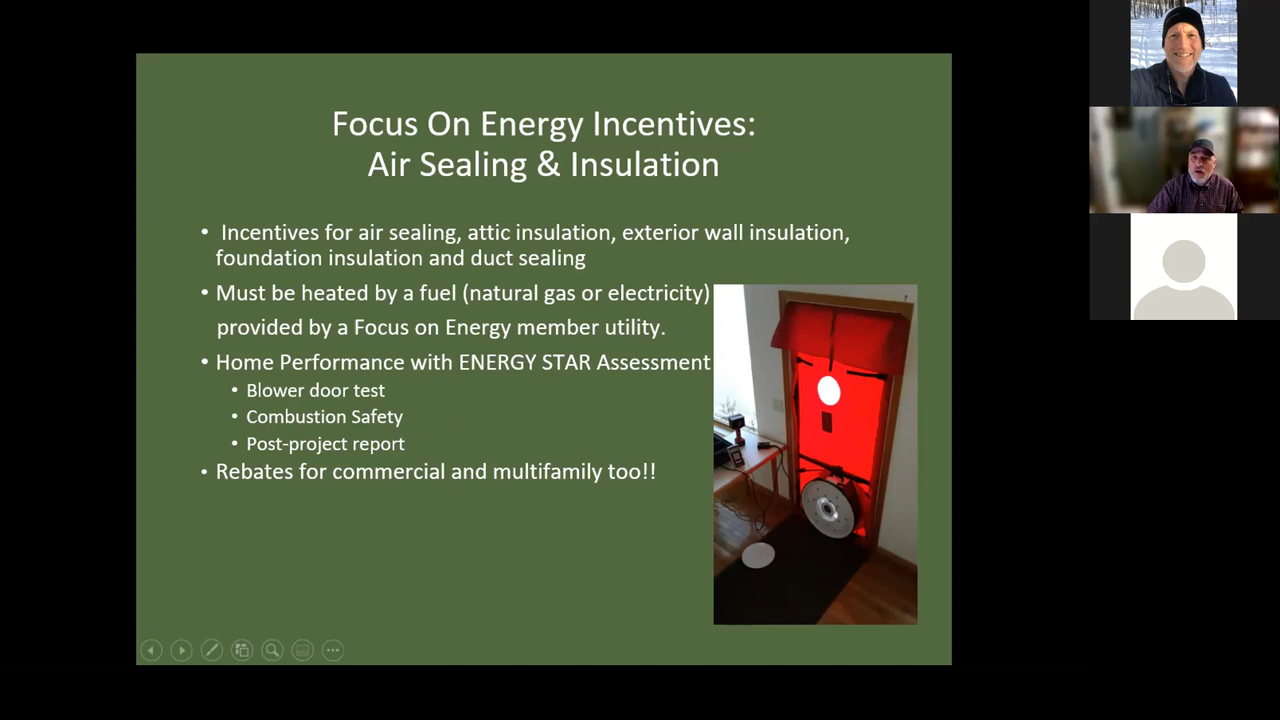 Focus On Energy Incentives:
Air Sealing & Insulation
• Incentives for air sealing, attic insulation, exterior wall insulation,
foundation insulation and duct sealing
• Must be heated by a fuel (natural gas or electricity)
provided by a Focus on Energy member utility.
• Home Performance with ENERGY STAR Assessment
• Blower door test
• Combustion Safety
• Post-project report
• Rebates for commercial and multifamily too!!